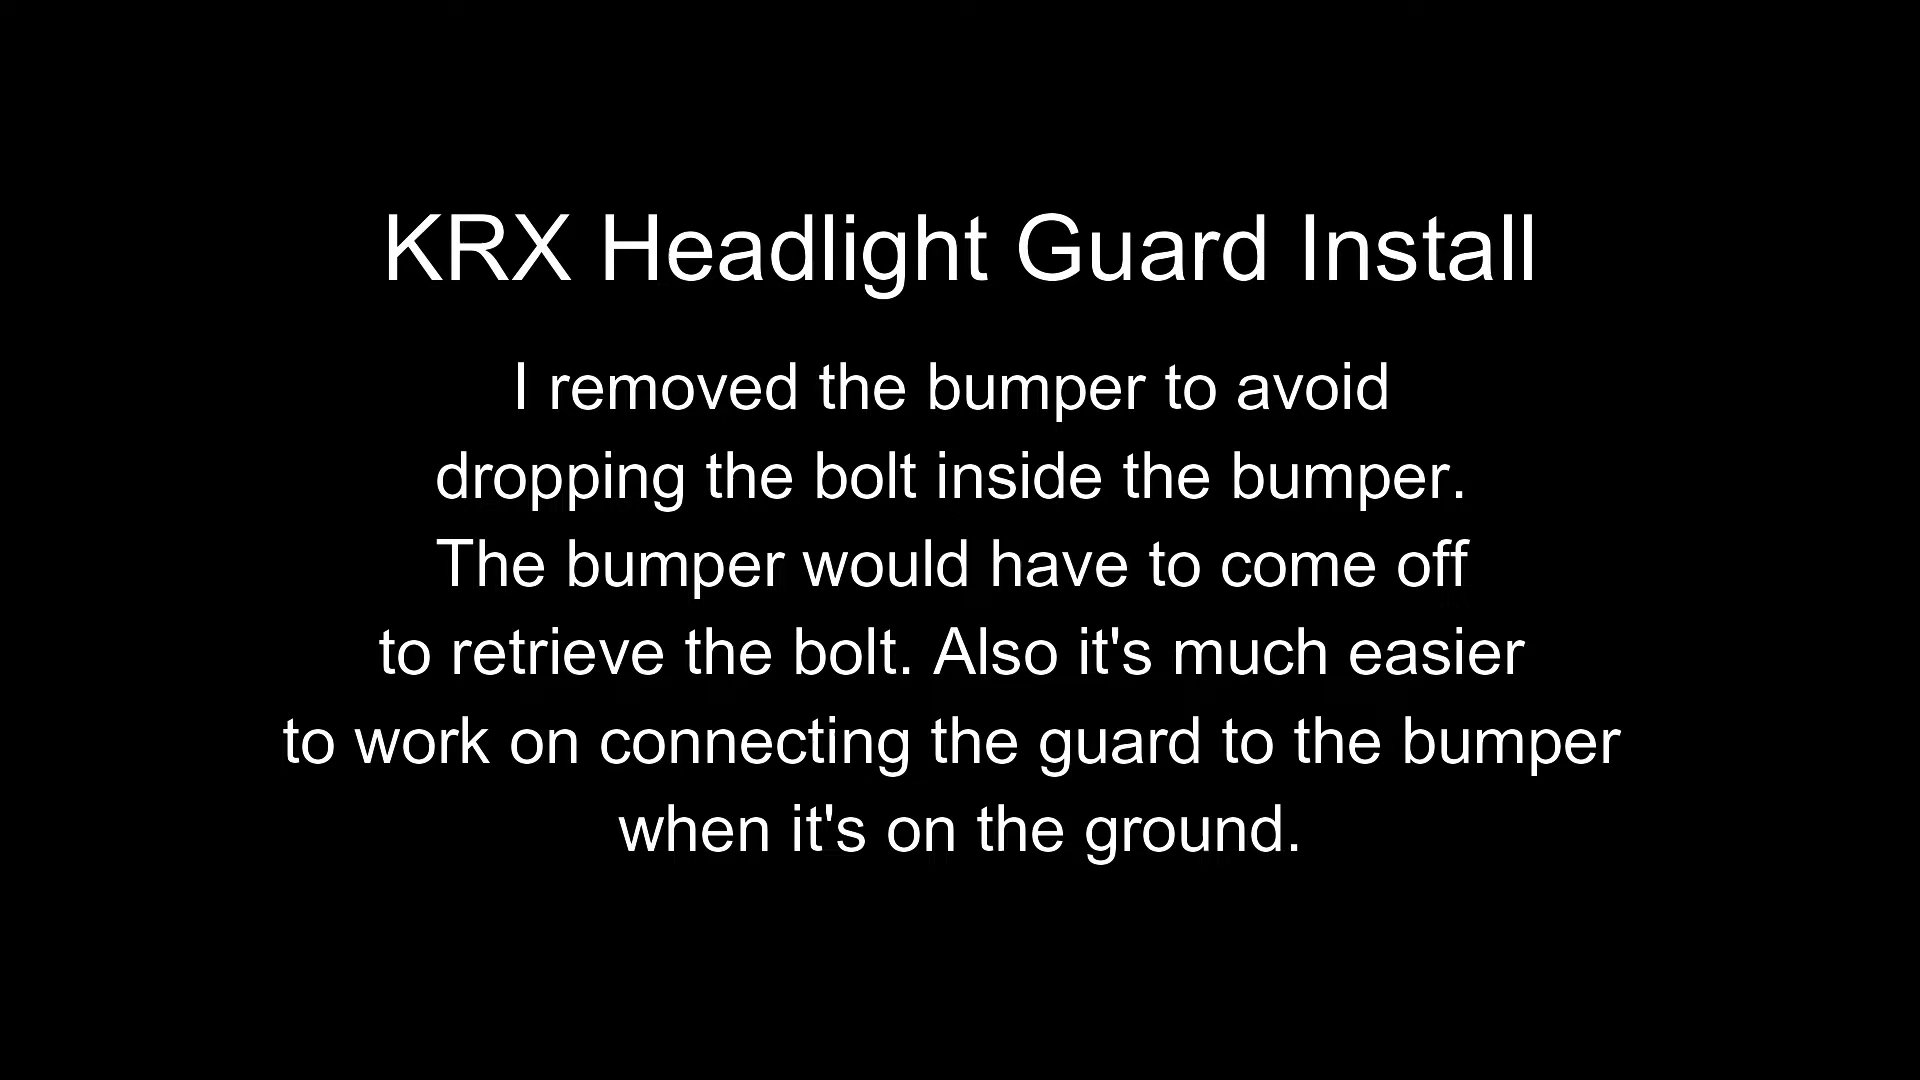 KRX Headlight Guard Install
I removed the bumper to avoid
dropping the bolt inside the bumper.
The bumper would have to come off
to retrieve the bolt. Also it's much easier
to work on connecting the guard to the bumper
when it's on the ground.